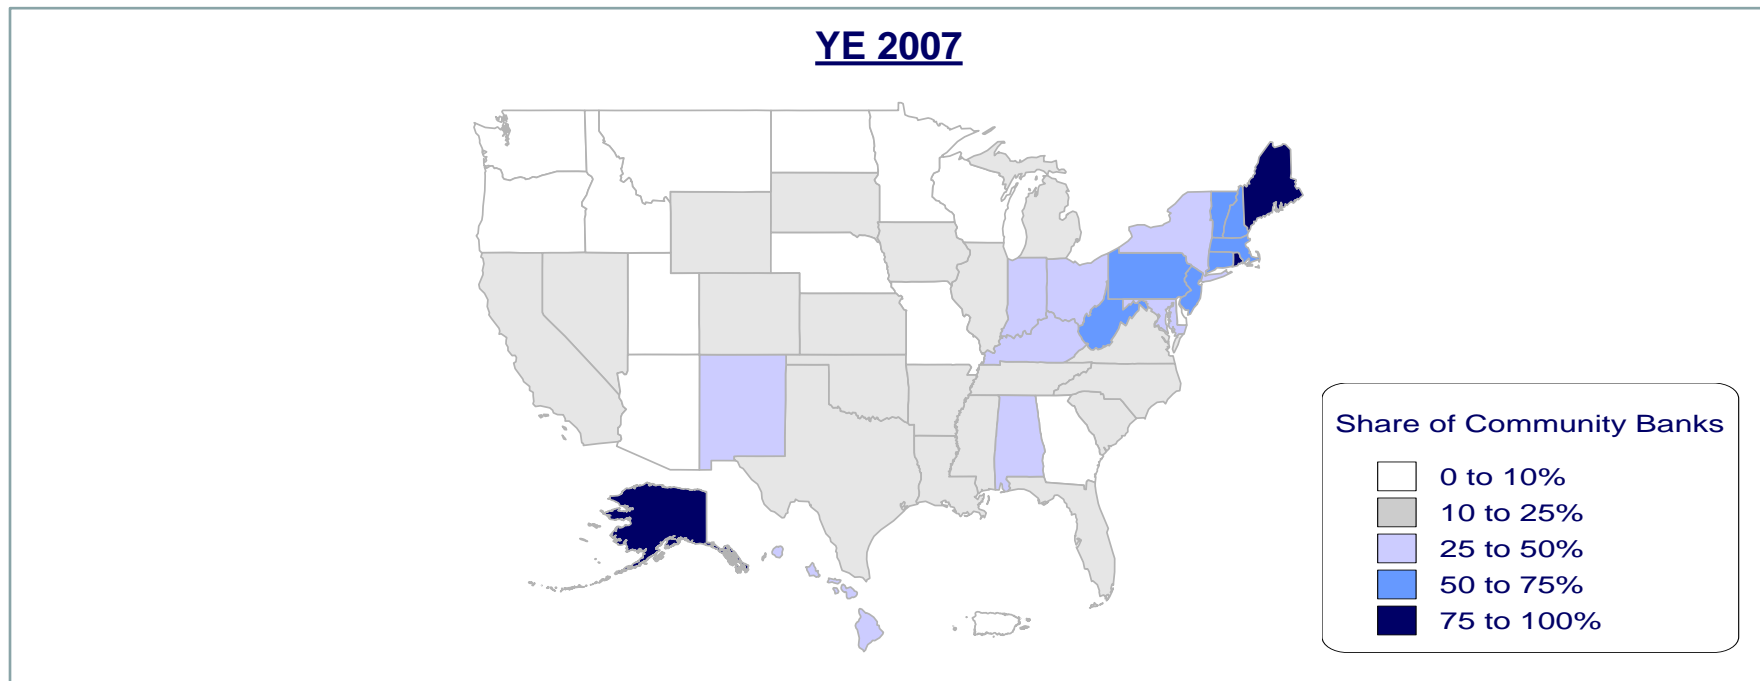 YE 2007
Share of Community Banks
0 to 10%
10 to 25%
25 to 50%
50 to 75%
75 to 100%